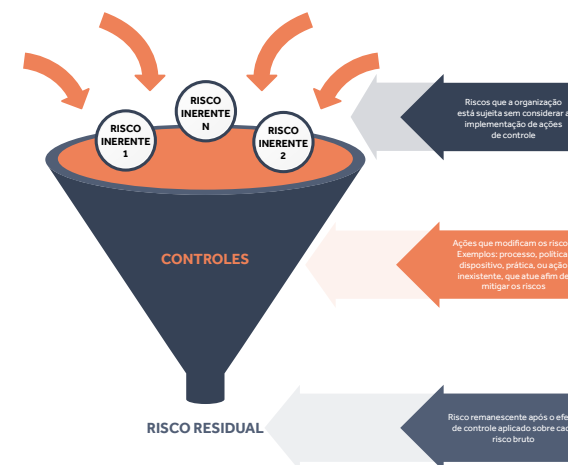 RISCO
INERENTE
N
RISCO
INERENTE
1
RISCO
INERENTE
2
Riscos que a organização
está sujeita sem considerar a
implementação de ações
de controle
CONTROLES
Ações que modificam os risco
Exemplos: processo, política
dispositivo, prática, ou ação
inexistente, que atue afim de
mitigar os riscos
RISCO RESIDUAL
Risco remanescente após o efe
de controle aplicado sobre cad
risco bruto